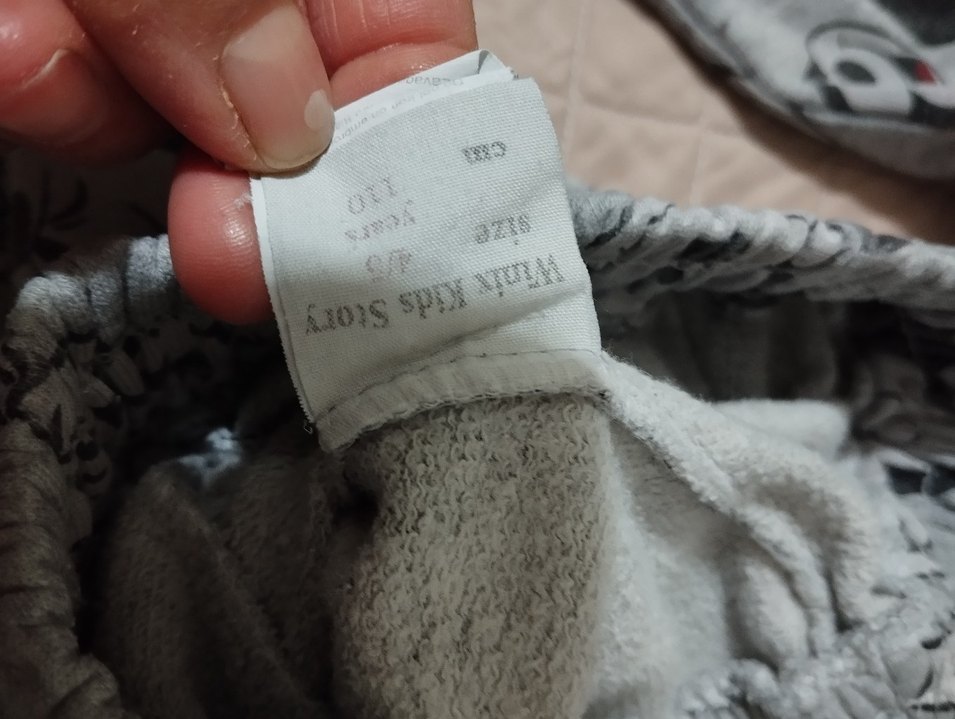 Winix Kids Story
size 4/5
years
cm 110